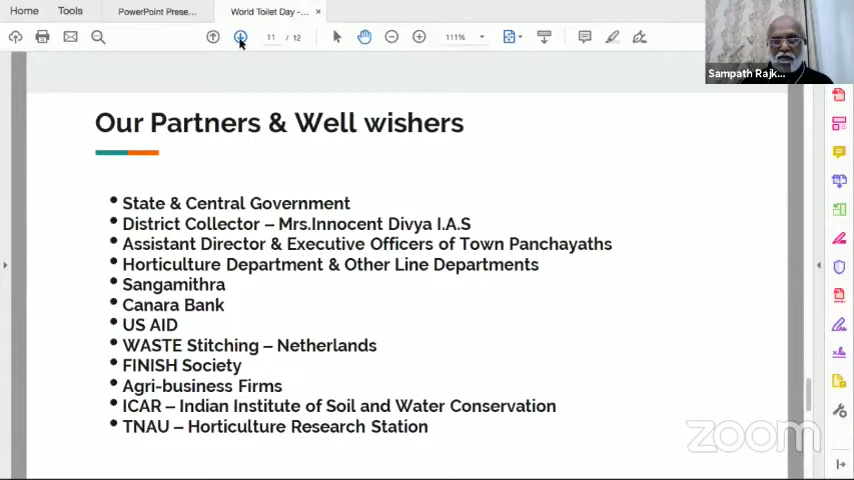 Home
Tools
PowerPoint Prese...
World Toilet Day -...
×
11 / 12
111%
Sampath Rajk...
Our Partners & Well wishers
• State & Central Government
• District Collector – Mrs.Innocent Divya I.A.S
• Assistant Director & Executive Officers of Town Panchayaths
• Horticulture Department & Other Line Departments
• Sangamithra
• Canara Bank
• US AID
• WASTE Stitching – Netherlands
• FINISH Society
• Agri-business Firms
• ICAR – Indian Institute of Soil and Water Conservation
• TNAU – Horticulture Research Station
zoom